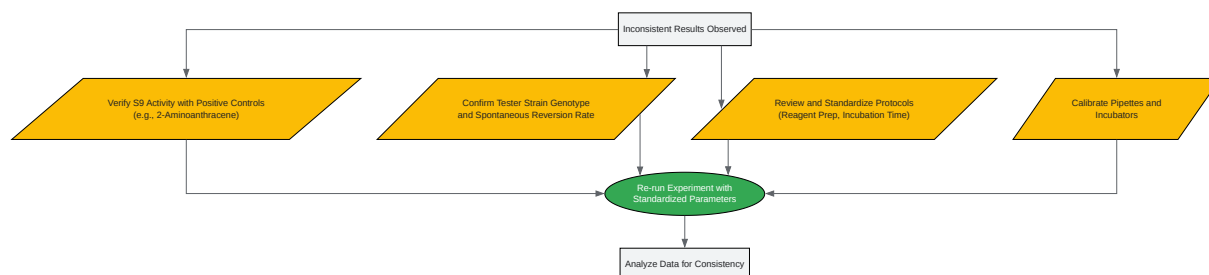 Inconsistent Results Observed
Verify S9 Activity with Positive Controls
(e.g., 2-Aminoanthracene)
Confirm Tester Strain Genotype
and Spontaneous Reversion Rate
Review and Standardize Protocols
(Reagent Prep, Incubation Time)
Calibrate Pipettes and
Incubators
Re-run Experiment with
Standardized Parameters
Analyze Data for Consistency